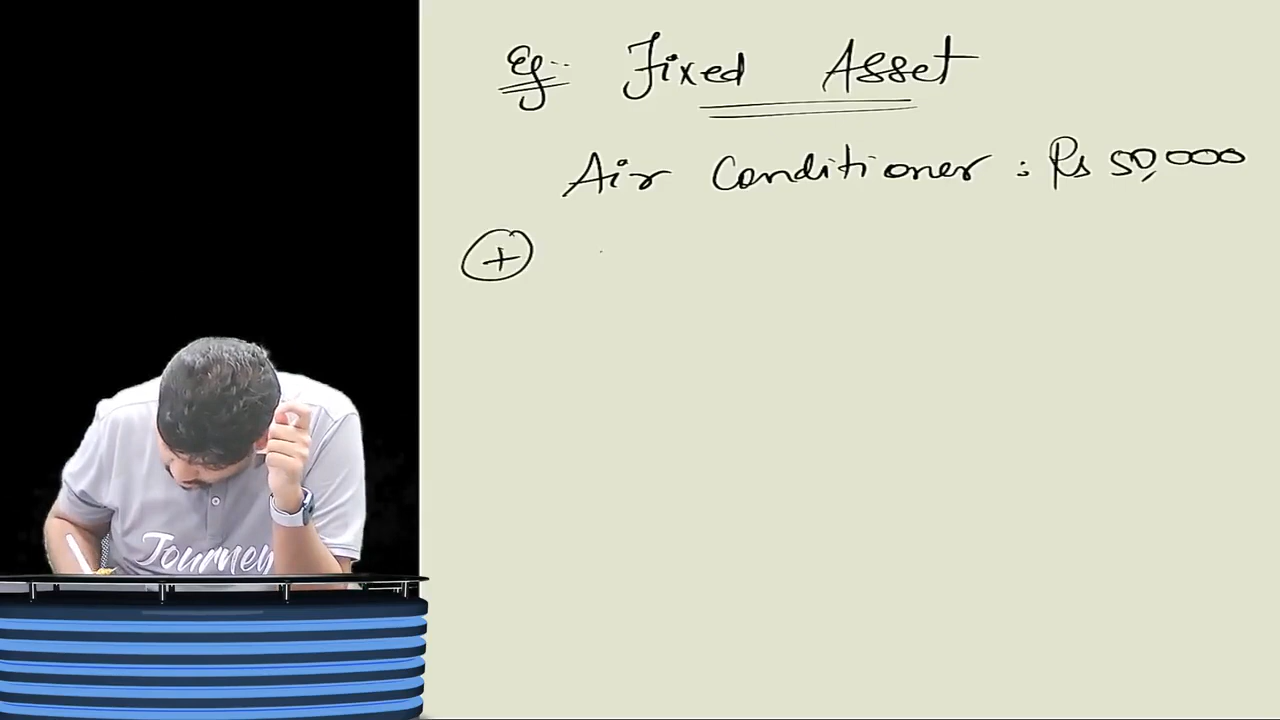 Eg:- Fixed Asset
Air Conditioner : Rs 50,000
+
Journey